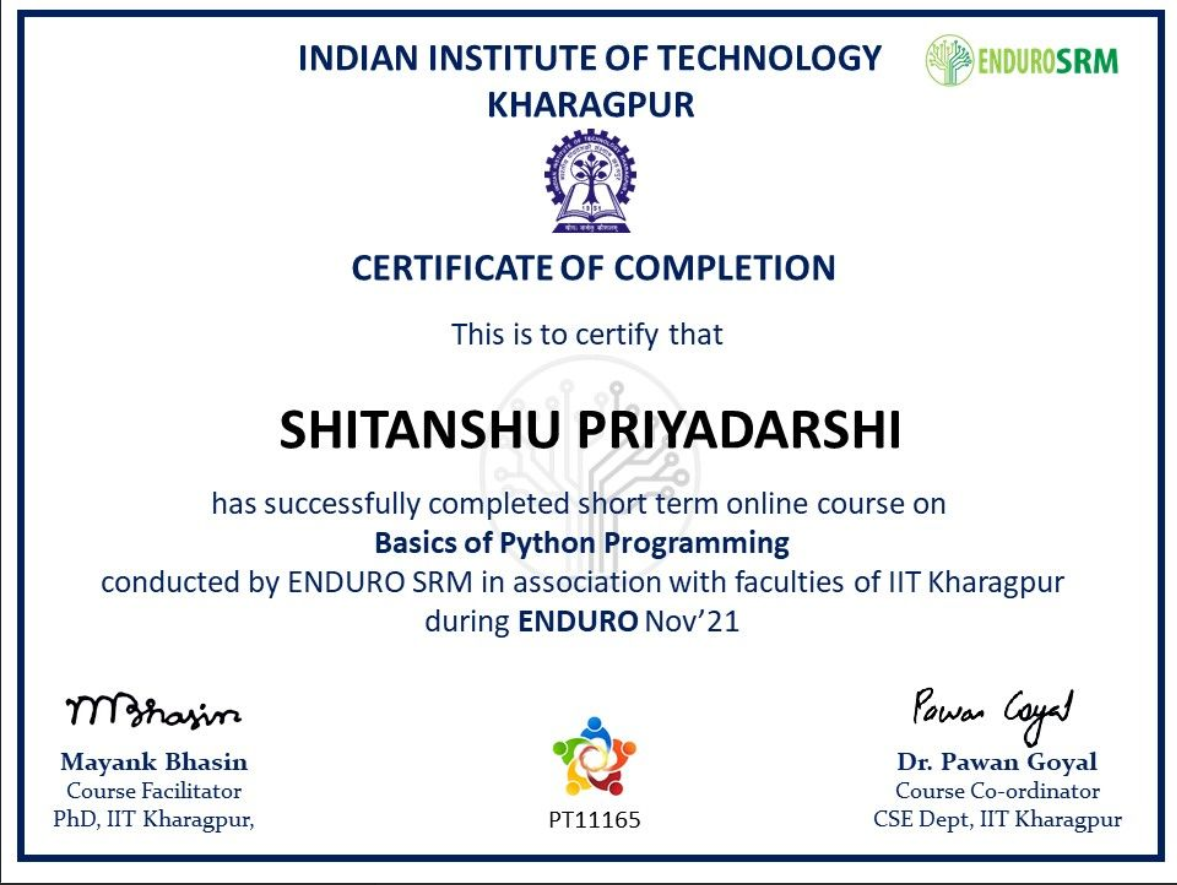 INDIAN INSTITUTE OF TECHNOLOGY
KHARAGPUR
ENDUROSRM
1951
CERTIFICATE OF COMPLETION
This is to certify that
SHITANSHU PRIYADARSHI
has successfully completed short term online course on
Basics of Python Programming
conducted by ENDURO SRM in association with faculties of IIT Kharagpur
during ENDURO Nov’21
MBhasin
Mayank Bhasin
Course Facilitator
PhD, IIT Kharagpur,
PT11165
Pawan Goyal
Dr. Pawan Goyal
Course Co-ordinator
CSE Dept, IIT Kharagpur